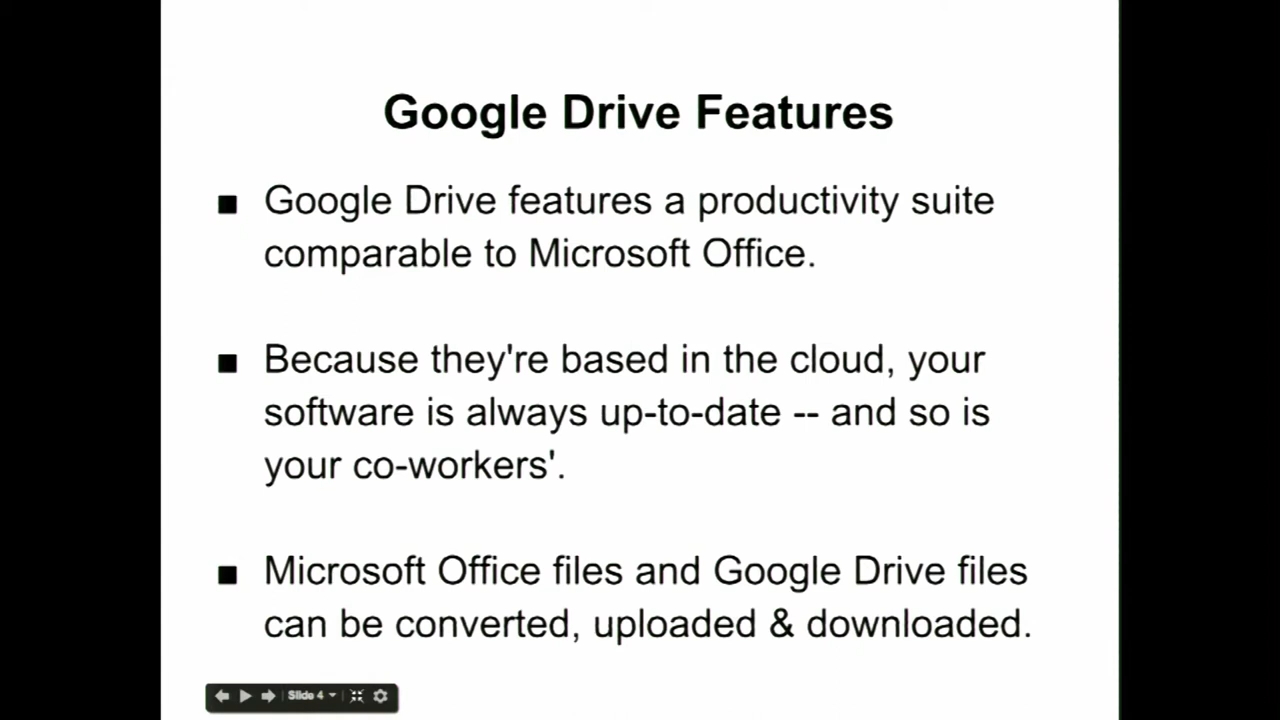 Google Drive Features
■ Google Drive features a productivity suite
comparable to Microsoft Office.
■ Because they're based in the cloud, your
software is always up-to-date -- and so is
your co-workers'.
■ Microsoft Office files and Google Drive files
can be converted, uploaded & downloaded.
Slide 4